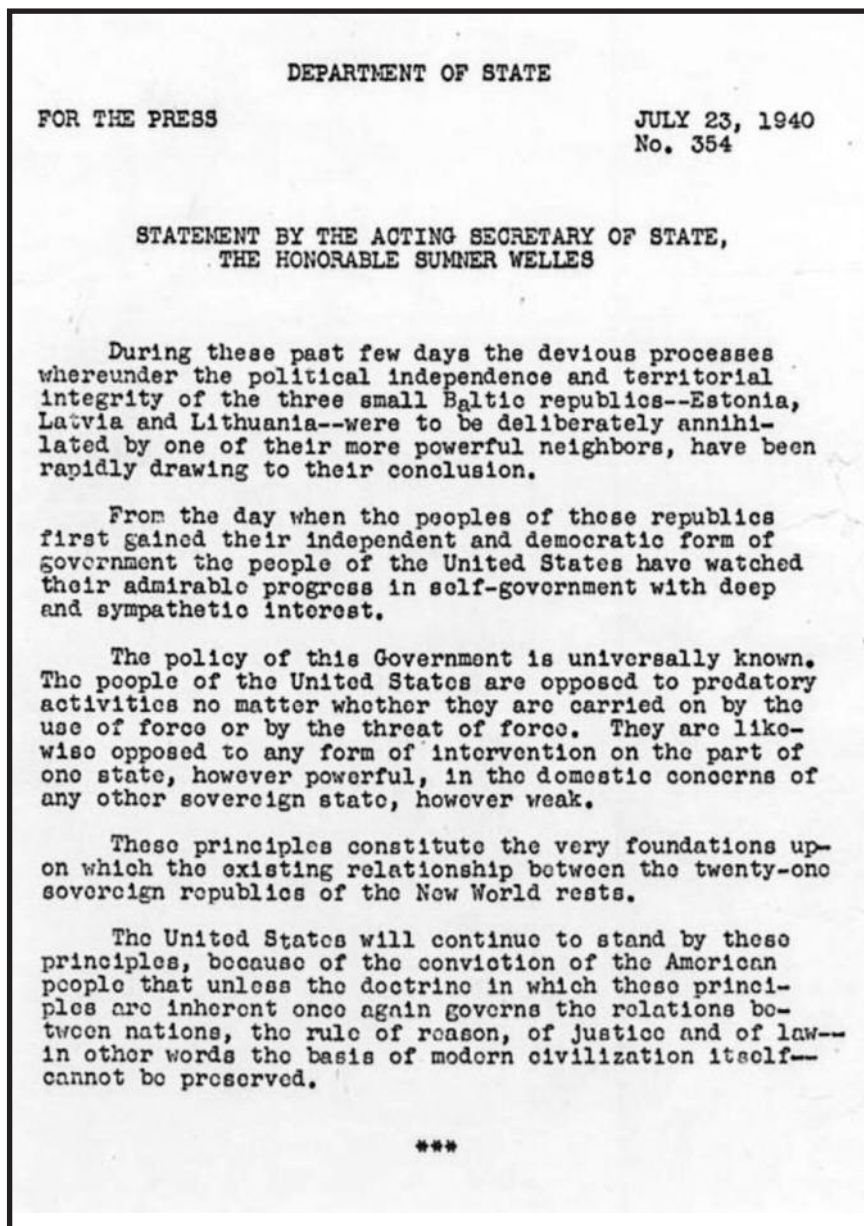 DEPARTMENT OF STATE
FOR THE PRESS
JULY 23, 1940
No. 354
STATEMENT BY THE ACTING SECRETARY OF STATE,
THE HONORABLE SUMNER WELLES
During these past few days the devious processes
whereunder the political independence and territorial
integrity of the three small Baltic republics--Estonia,
Latvia and Lithuania--were to be deliberately annihi-
lated by one of their more powerful neighbors, have been
rapidly drawing to their conclusion.
From the day when the peoples of those republics
first gained their independent and democratic form of
government the people of the United States have watched
their admirable progress in self-government with deep
and sympathetic interest.
The policy of this Government is universally known.
The people of the United States are opposed to predatory
activities no matter whether they are carried on by the
use of force or by the threat of force. They are like-
wise opposed to any form of intervention on the part of
one state, however powerful, in the domestic concerns of
any other sovereign state, however weak.
These principles constitute the very foundations up-
on which the existing relationship between the twenty-one
sovereign republics of the New World rests.
The United States will continue to stand by these
principles, because of the conviction of the American
people that unless the doctrine in which these princi-
ples are inherent once again governs the relations be-
tween nations, the rule of reason, of justice and of law--
in other words the basis of modern civilization itself--
cannot be preserved.
***